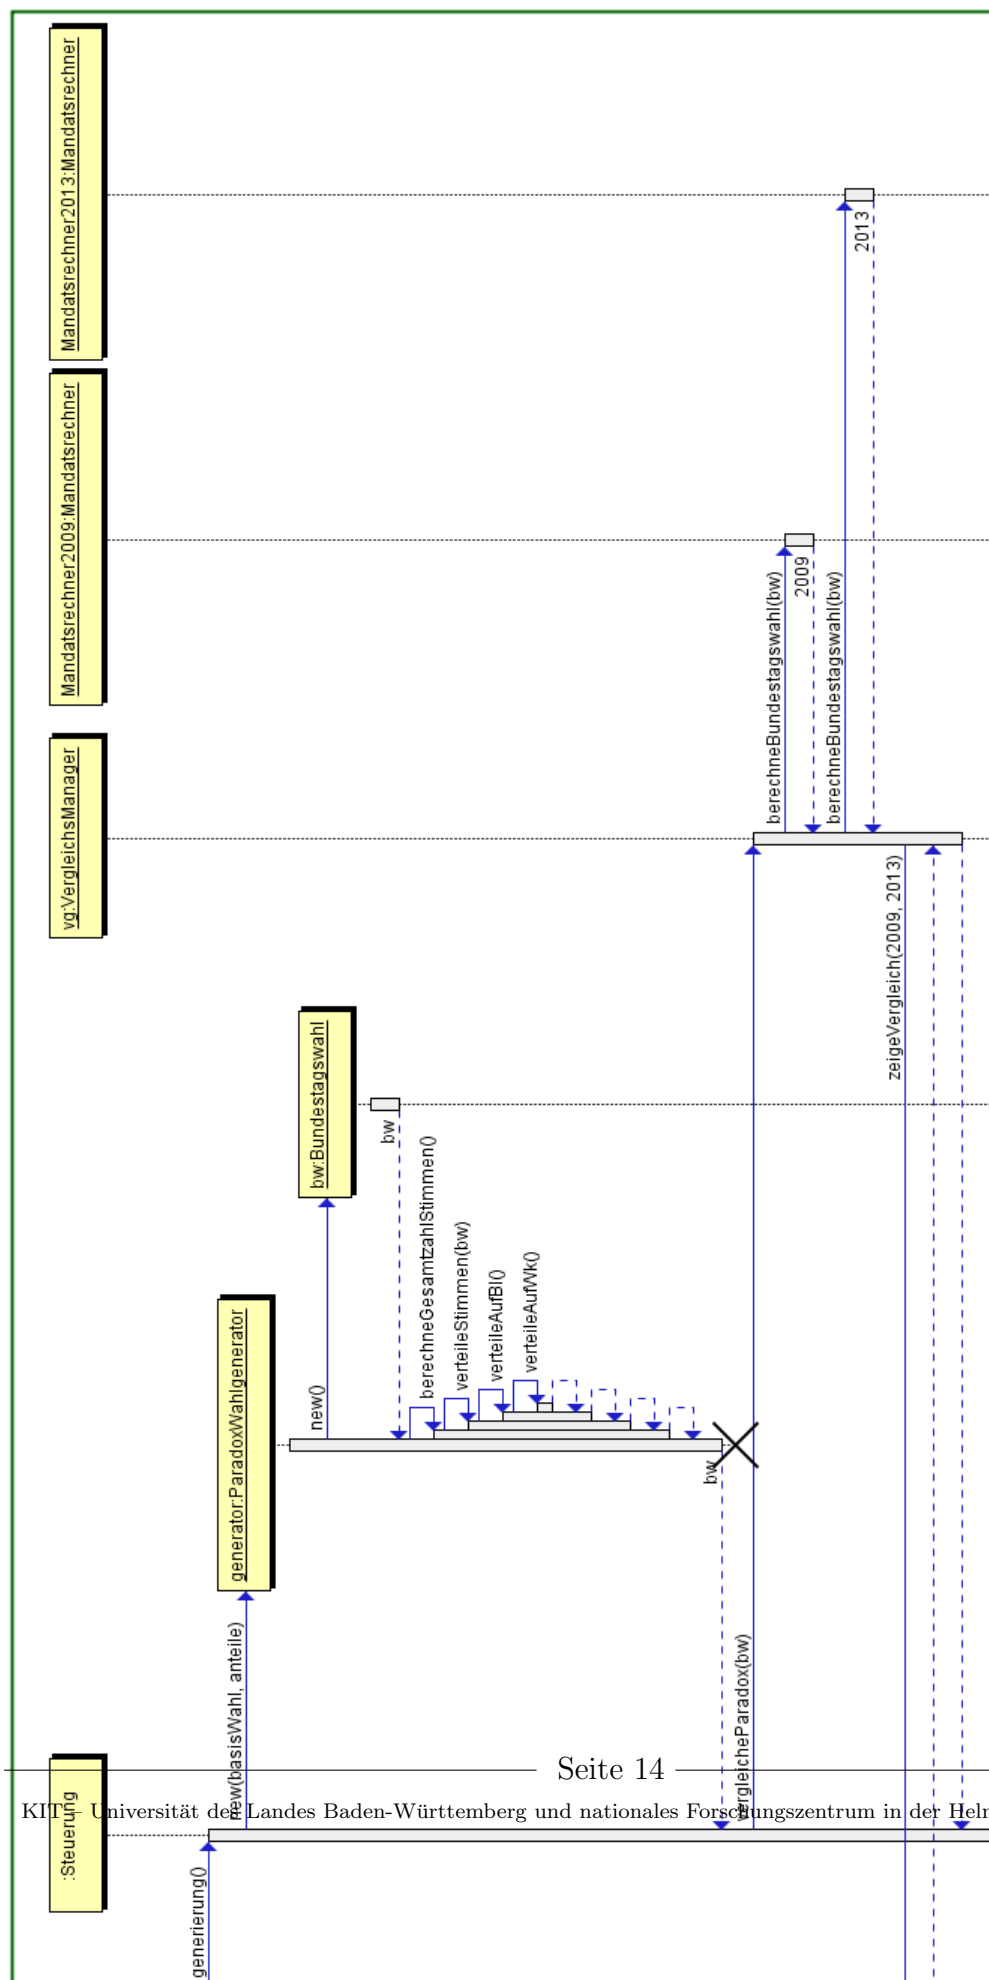 :Steuerung
generator:ParadoxWahlgenerator
bw:Bundestagswahl
vg:VergleichsManager
Mandatsrechner2009:Mandatsrechner
Mandatsrechner2013:Mandatsrechner
generierung()
new(basisWahl, anteile)
new()
bw
berechneGesamtzahlStimmen()
verteileStimmen(bw)
verteileAufBl()
verteileAufWk()
bw
vergleicheParadox(bw)
berechneBundestagswahl(bw)
2009
berechneBundestagswahl(bw)
2013
zeigeVergleich(2009, 2013)
Seite 14
KIT – Universität des Landes Baden-Württemberg und nationales Forschungszentrum in der